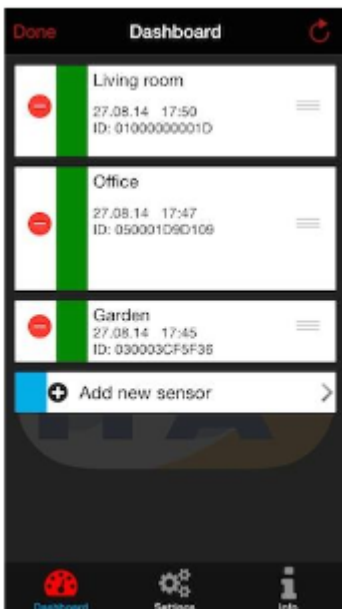 Done Dashboard
Living room
27.08.14 17:50
ID: 01000000001D
Office
27.08.14 17:47
ID: 050001D9D109
Garden
27.08.14 17:45
ID: 030003CF5F36
Add new sensor
Dashboard Settings Info